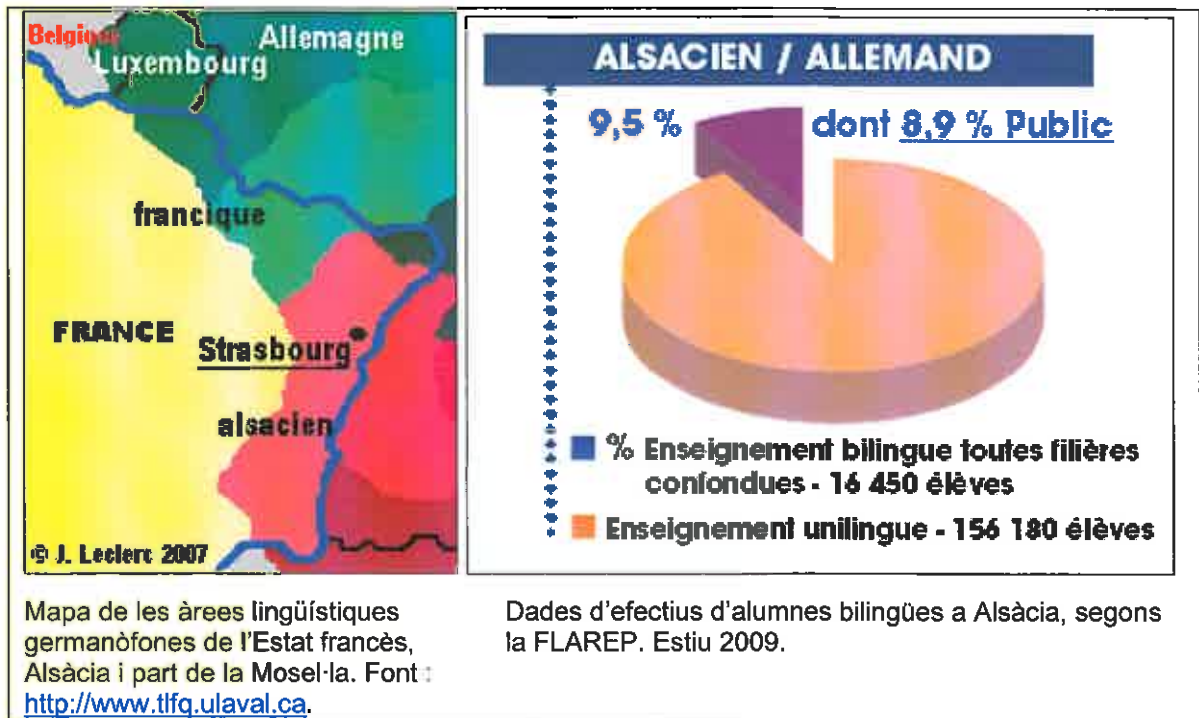 Belgique
Allemagne
Luxembourg
francique
FRANCE
Strasbourg
alsacien
© J. Leclerc 2007
ALSACIEN / ALLEMAND
9,5 % dont 8,9 % Public
% Enseignement bilingue toutes filières
confondues - 16 450 élèves
Enseignement unilingue - 156 180 élèves
Mapa de les àrees lingüístiques
germanòfones de l'Estat francès,
Alsàcia i part de la Mosel·la. Font :
http://www.tlfq.ulaval.ca.
Dades d'efectius d'alumnes bilingües a Alsàcia, segons
la FLAREP. Estiu 2009.